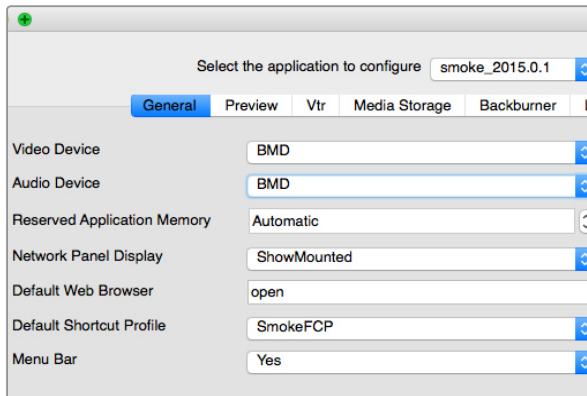 Select the application to configure smoke_2015.0.1
General Preview Vtr Media Storage Backburner
Video Device BMD
Audio Device BMD
Reserved Application Memory Automatic
Network Panel Display ShowMounted
Default Web Browser open
Default Shortcut Profile SmokeFCP
Menu Bar Yes